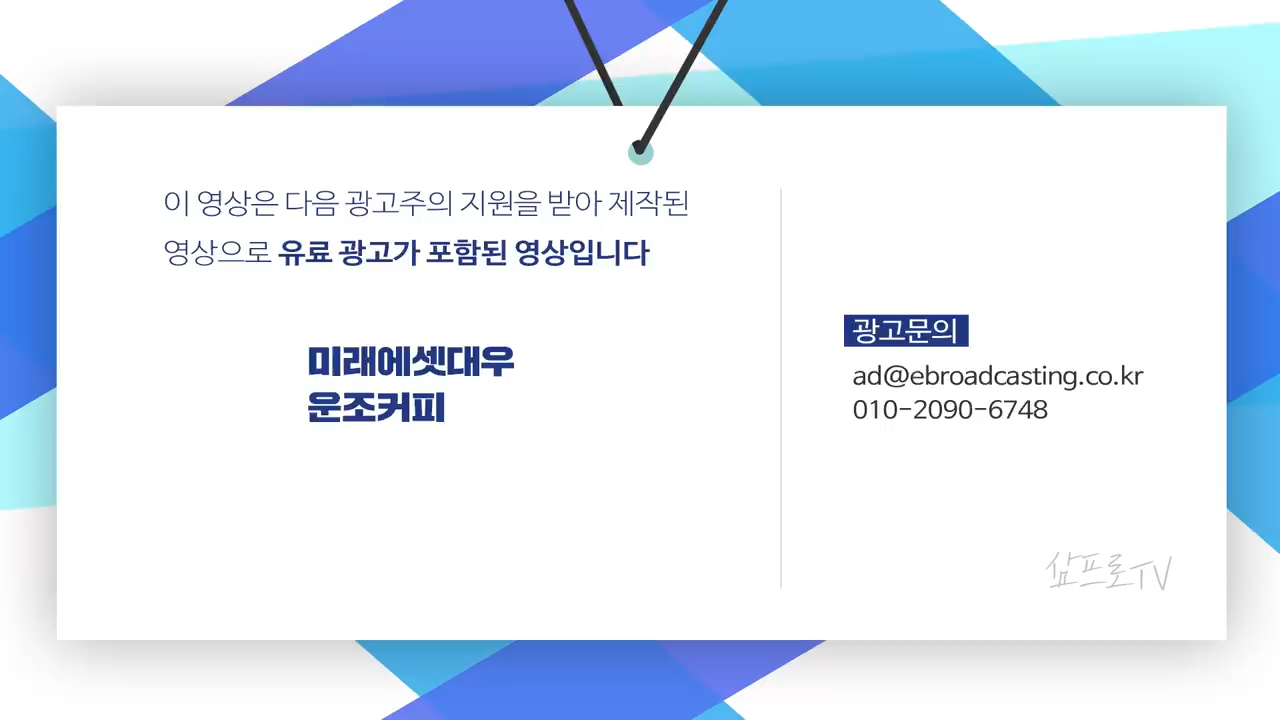 이 영상은 다음 광고주의 지원을 받아 제작된
영상으로 유료 광고가 포함된 영상입니다
미래에셋대우
운조커피
광고문의
ad@ebroadcasting.co.kr
010-2090-6748
삼프로TV